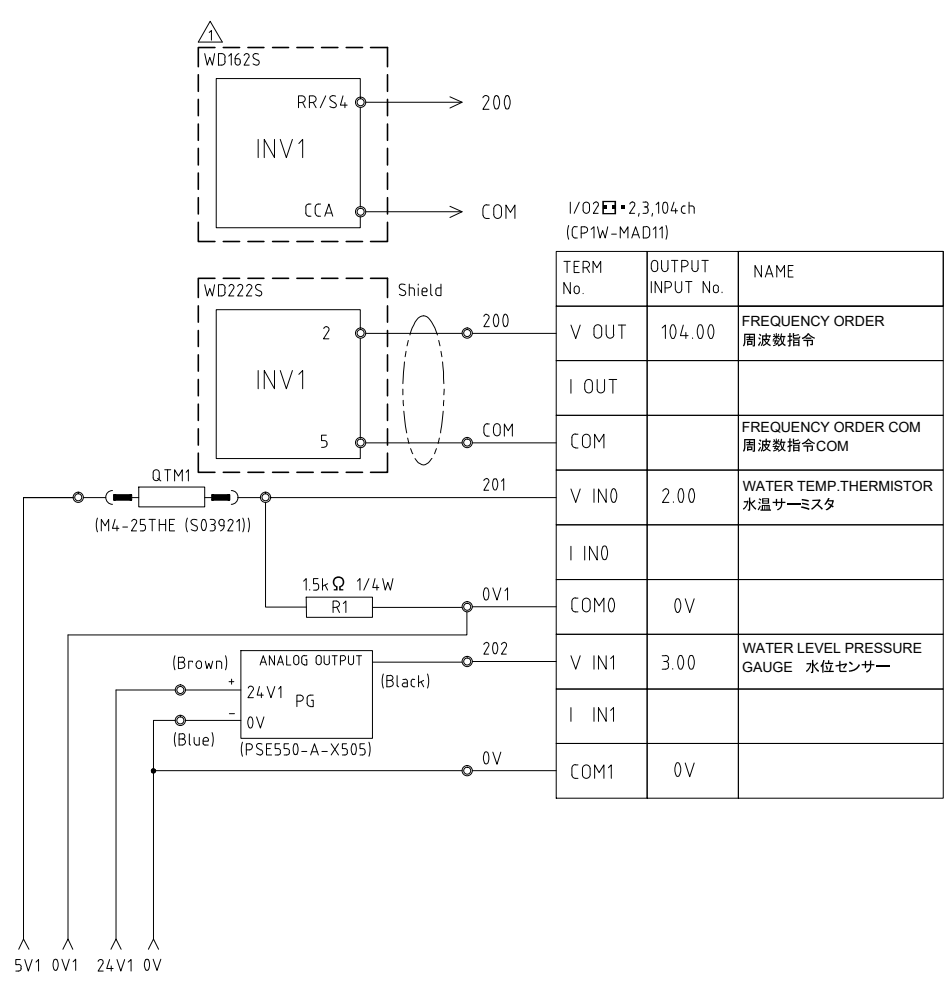 1
WD162S
RR/S4
200
INV1
CCA
COM
I/O2 2,3,104ch
(CP1W-MAD11)
TERM No.
OUTPUT INPUT No.
NAME
WD222S
Shield
2
200
V OUT
104.00
FREQUENCY ORDER
周波数指令
INV1
I OUT
5
COM
COM
FREQUENCY ORDER COM
周波数指令COM
QTM1
201
V IN0
2.00
WATER TEMP.THERMISTOR
水温サーミスタ
(M4-25THE (S03921))
I IN0
1.5kΩ 1/4W
R1
0V1
COM0
0V
(Brown)
ANALOG OUTPUT
202
V IN1
3.00
WATER LEVEL PRESSURE
GAUGE 水位センサー
+
24V1
PG
(Black)
-
0V
(Blue)
(PSE550-A-X505)
I IN1
0V
COM1
0V
5V1 0V1 24V1 0V